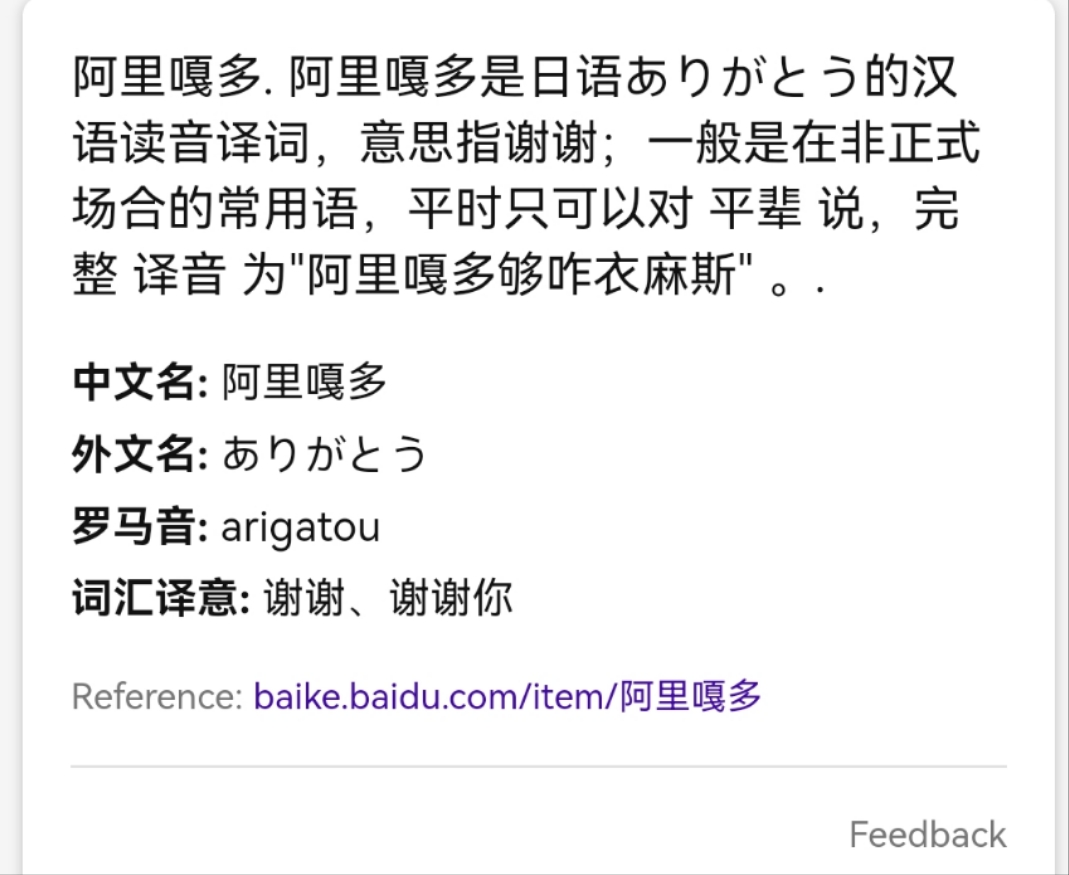 阿里嘎多. 阿里嘎多是日语ありがとう的汉
语读音译词，意思指谢谢；一般是在非正式
场合的常用语，平时只可以对 平辈 说，完
整 译音 为"阿里嘎多够咋衣麻斯" 。.
中文名: 阿里嘎多
外文名: ありがとう
罗马音: arigatou
词汇译意: 谢谢、谢谢你
Reference: baike.baidu.com/item/阿里嘎多
Feedback